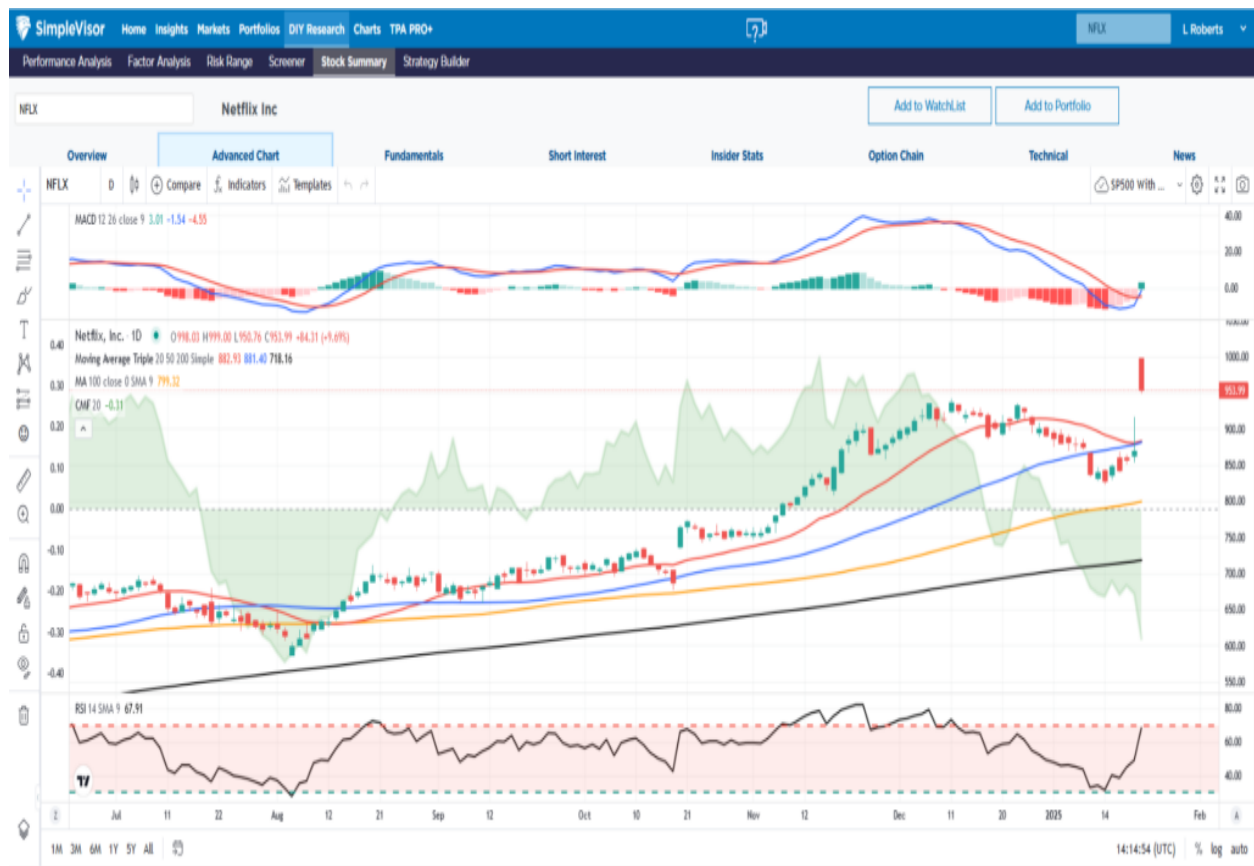 SimpleVisor Home Insights Markets Portfolios DIY Research Charts TPA PRO+ NFLX L Roberts
Performance Analysis Factor Analysis Risk Range Screener Stock Summary Strategy Builder
NFLX Netflix Inc Add to WatchList Add to Portfolio
Overview Advanced Chart Fundamentals Short Interest Insider Stats Option Chain Technical News
NFLX D Compare Indicators Templates SP500 With ...
MACD 12 26 close 9 3.01 -1.54 -4.55
40.00
20.00
0.00
Netflix, Inc. 1D O998.03 H999.00 L950.76 C953.99 +84.31 (+9.69%)
Moving Average Triple 20 50 200 Simple 882.93 881.40 718.16
MA 100 close 0 SMA 9 799.32
CMF 20 -0.31
0.40
0.30
0.20
0.10
0.00
-0.10
-0.20
-0.30
-0.40
1050.00
1000.00
953.99
900.00
850.00
800.00
750.00
700.00
650.00
600.00
550.00
RSI 14 SMA 9 67.91
80.00
60.00
40.00
Z Jul 11 22 Aug 12 21 Sep 12 Oct 10 21 Nov 12 Dec 11 20 2025 14 Feb A
1M 3M 6M 1Y 5Y All 14:14:54 (UTC) % log auto